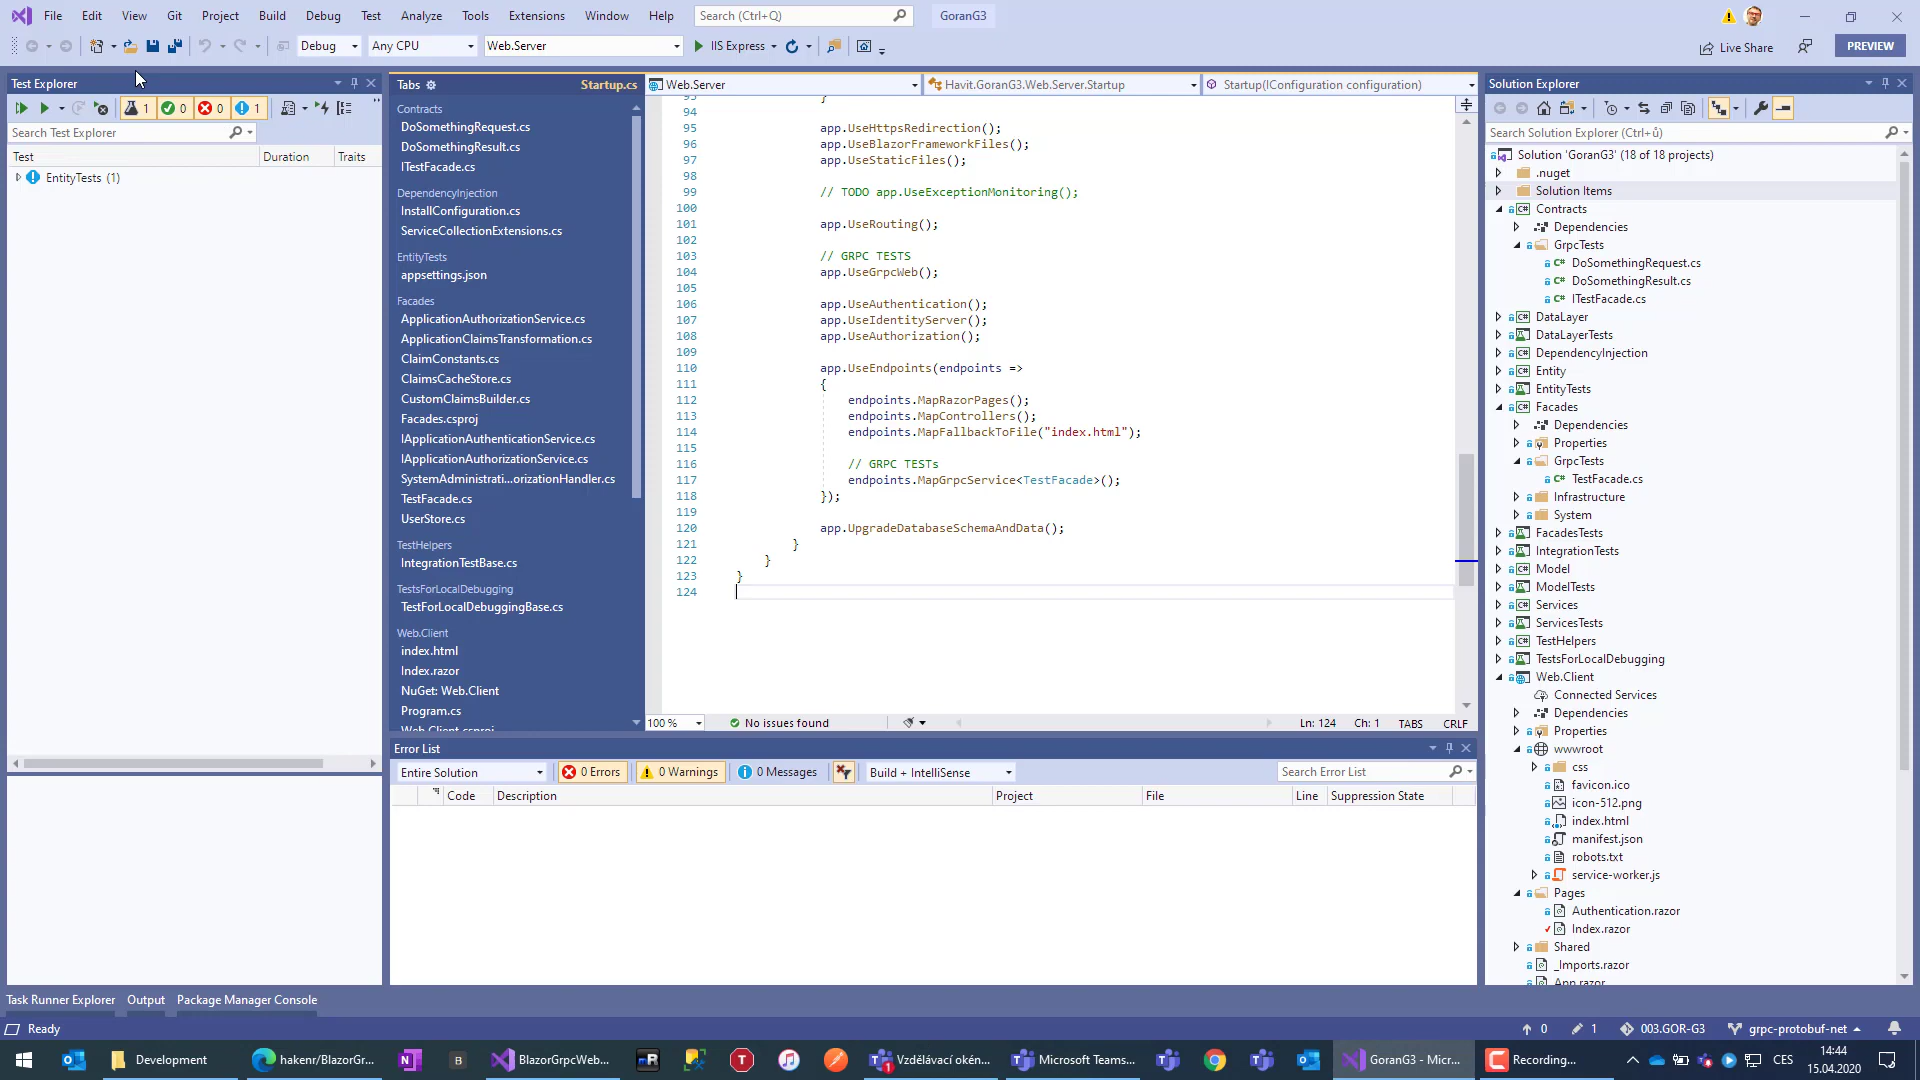 File Edit View Git Project Build Debug Test Analyze Tools Extensions Window Help Search (Ctrl+Q) GoranG3
Debug Any CPU Web.Server IIS Express Live Share PREVIEW
Test Explorer
1 0 0 1
Search Test Explorer
Test Duration Traits
EntityTests (1)
Tabs Startup.cs
Contracts
DoSomethingRequest.cs
DoSomethingResult.cs
ITestFacade.cs
DependencyInjection
InstallConfiguration.cs
ServiceCollectionExtensions.cs
EntityTests
appsettings.json
Facades
ApplicationAuthorizationService.cs
ApplicationClaimsTransformation.cs
ClaimConstants.cs
ClaimsCacheStore.cs
CustomClaimsBuilder.cs
Facades.csproj
IApplicationAuthenticationService.cs
IApplicationAuthorizationService.cs
SystemAdministrati...orizationHandler.cs
TestFacade.cs
UserStore.cs
TestHelpers
IntegrationTestBase.cs
TestsForLocalDebugging
TestForLocalDebuggingBase.cs
Web.Client
index.html
Index.razor
NuGet: Web.Client
Program.cs
Web.Client.csproj
Web.Server Havit.GoranG3.Web.Server.Startup Startup(IConfiguration configuration)
93 }
94
95 app.UseHttpsRedirection();
96 app.UseBlazorFrameworkFiles();
97 app.UseStaticFiles();
98
99 // TODO app.UseExceptionMonitoring();
100
101 app.UseRouting();
102
103 // GRPC TESTS
104 app.UseGrpcWeb();
105
106 app.UseAuthentication();
107 app.UseIdentityServer();
108 app.UseAuthorization();
109
110 app.UseEndpoints(endpoints =>
111 {
112 endpoints.MapRazorPages();
113 endpoints.MapControllers();
114 endpoints.MapFallbackToFile("index.html");
115
116 // GRPC TESTs
117 endpoints.MapGrpcService<TestFacade>();
118 });
119
120 app.UpgradeDatabaseSchemaAndData();
121 }
122 }
123 }
124
100 % No issues found Ln: 124 Ch: 1 TABS CRLF
Error List
Entire Solution 0 Errors 0 Warnings 0 Messages Build + IntelliSense Search Error List
Code Description Project File Line Suppression State
Solution Explorer
Search Solution Explorer (Ctrl+ů)
Solution 'GoranG3' (18 of 18 projects)
.nuget
Solution Items
Contracts
Dependencies
GrpcTests
DoSomethingRequest.cs
DoSomethingResult.cs
ITestFacade.cs
DataLayer
DataLayerTests
DependencyInjection
Entity
EntityTests
Facades
Dependencies
Properties
GrpcTests
TestFacade.cs
Infrastructure
System
FacadesTests
IntegrationTests
Model
ModelTests
Services
ServicesTests
TestHelpers
TestsForLocalDebugging
Web.Client
Connected Services
Dependencies
Properties
wwwroot
css
favicon.ico
icon-512.png
index.html
manifest.json
robots.txt
service-worker.js
Pages
Authentication.razor
Index.razor
Shared
_Imports.razor
App.razor
Task Runner Explorer Output Package Manager Console
Ready 0 1 003.GOR-G3 grpc-protobuf-net
Development hakenr/BlazorGr... BlazorGrpcWeb... Vzdělávací okén... Microsoft Teams... GoranG3 - Micr... Recording... CES 14:44
15.04.2020